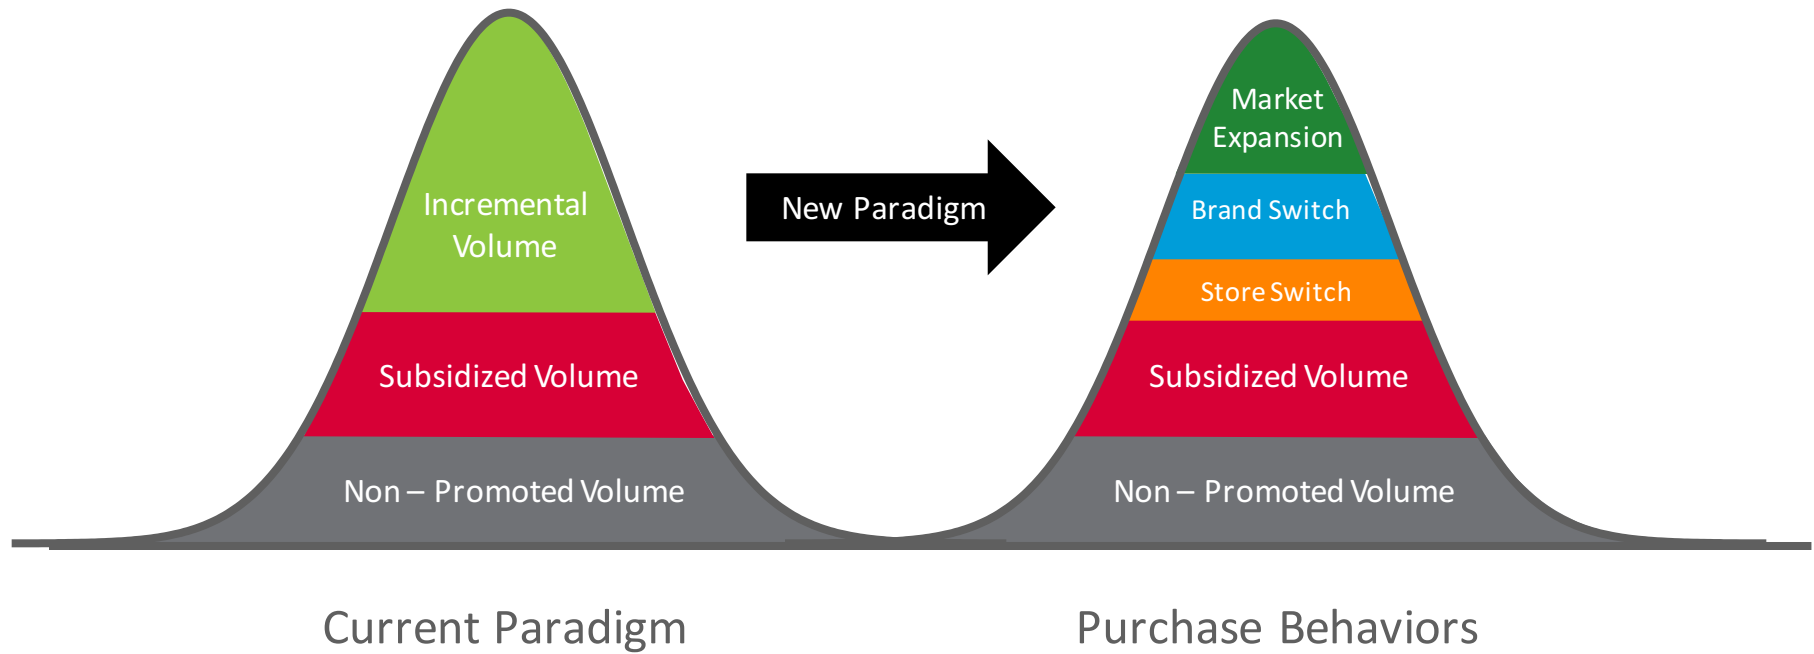 Incremental
Volume
Subsidized Volume
Non – Promoted Volume
Current Paradigm
New Paradigm
Market
Expansion
Brand Switch
Store Switch
Subsidized Volume
Non – Promoted Volume
Purchase Behaviors